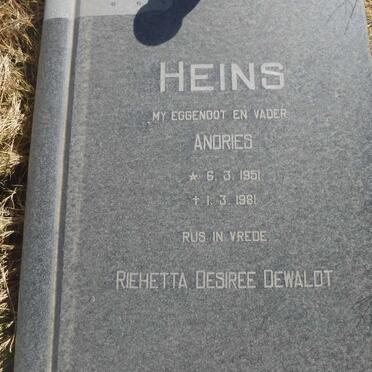 HEINS
MY EGGENOOT EN VADER
ANDRIES
* 6. 3. 1951
† 1. 3. 1981
RUS IN VREDE
RIEHETTA DESIREE DEWALDT